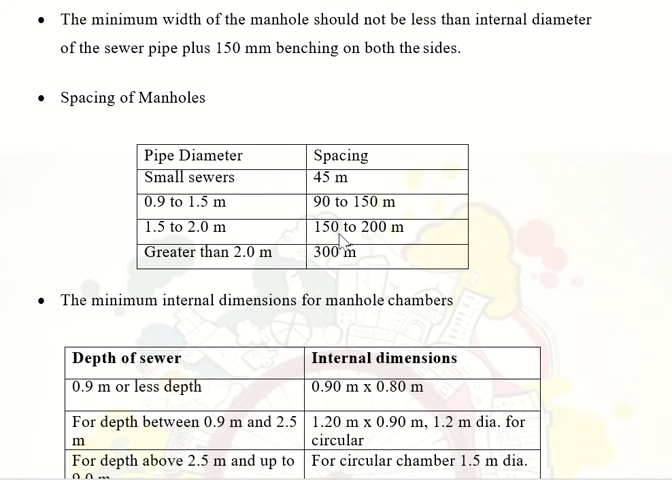 • The minimum width of the manhole should not be less than internal diameter
of the sewer pipe plus 150 mm benching on both the sides.
• Spacing of Manholes
Pipe Diameter Spacing
Small sewers 45 m
0.9 to 1.5 m 90 to 150 m
1.5 to 2.0 m 150 to 200 m
Greater than 2.0 m 300 m
• The minimum internal dimensions for manhole chambers
Depth of sewer Internal dimensions
0.9 m or less depth 0.90 m x 0.80 m
For depth between 0.9 m and 2.5 1.20 m x 0.90 m, 1.2 m dia. for
m circular
For depth above 2.5 m and up to For circular chamber 1.5 m dia.